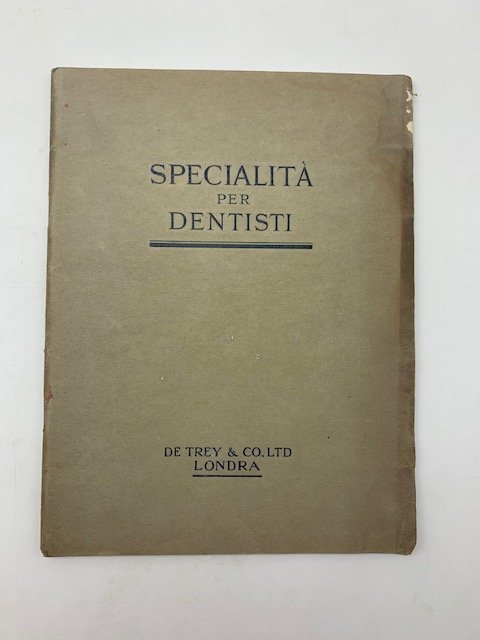 SPECIALITÀ
PER
DENTISTI
DE TREY & CO., LTD
LONDRA